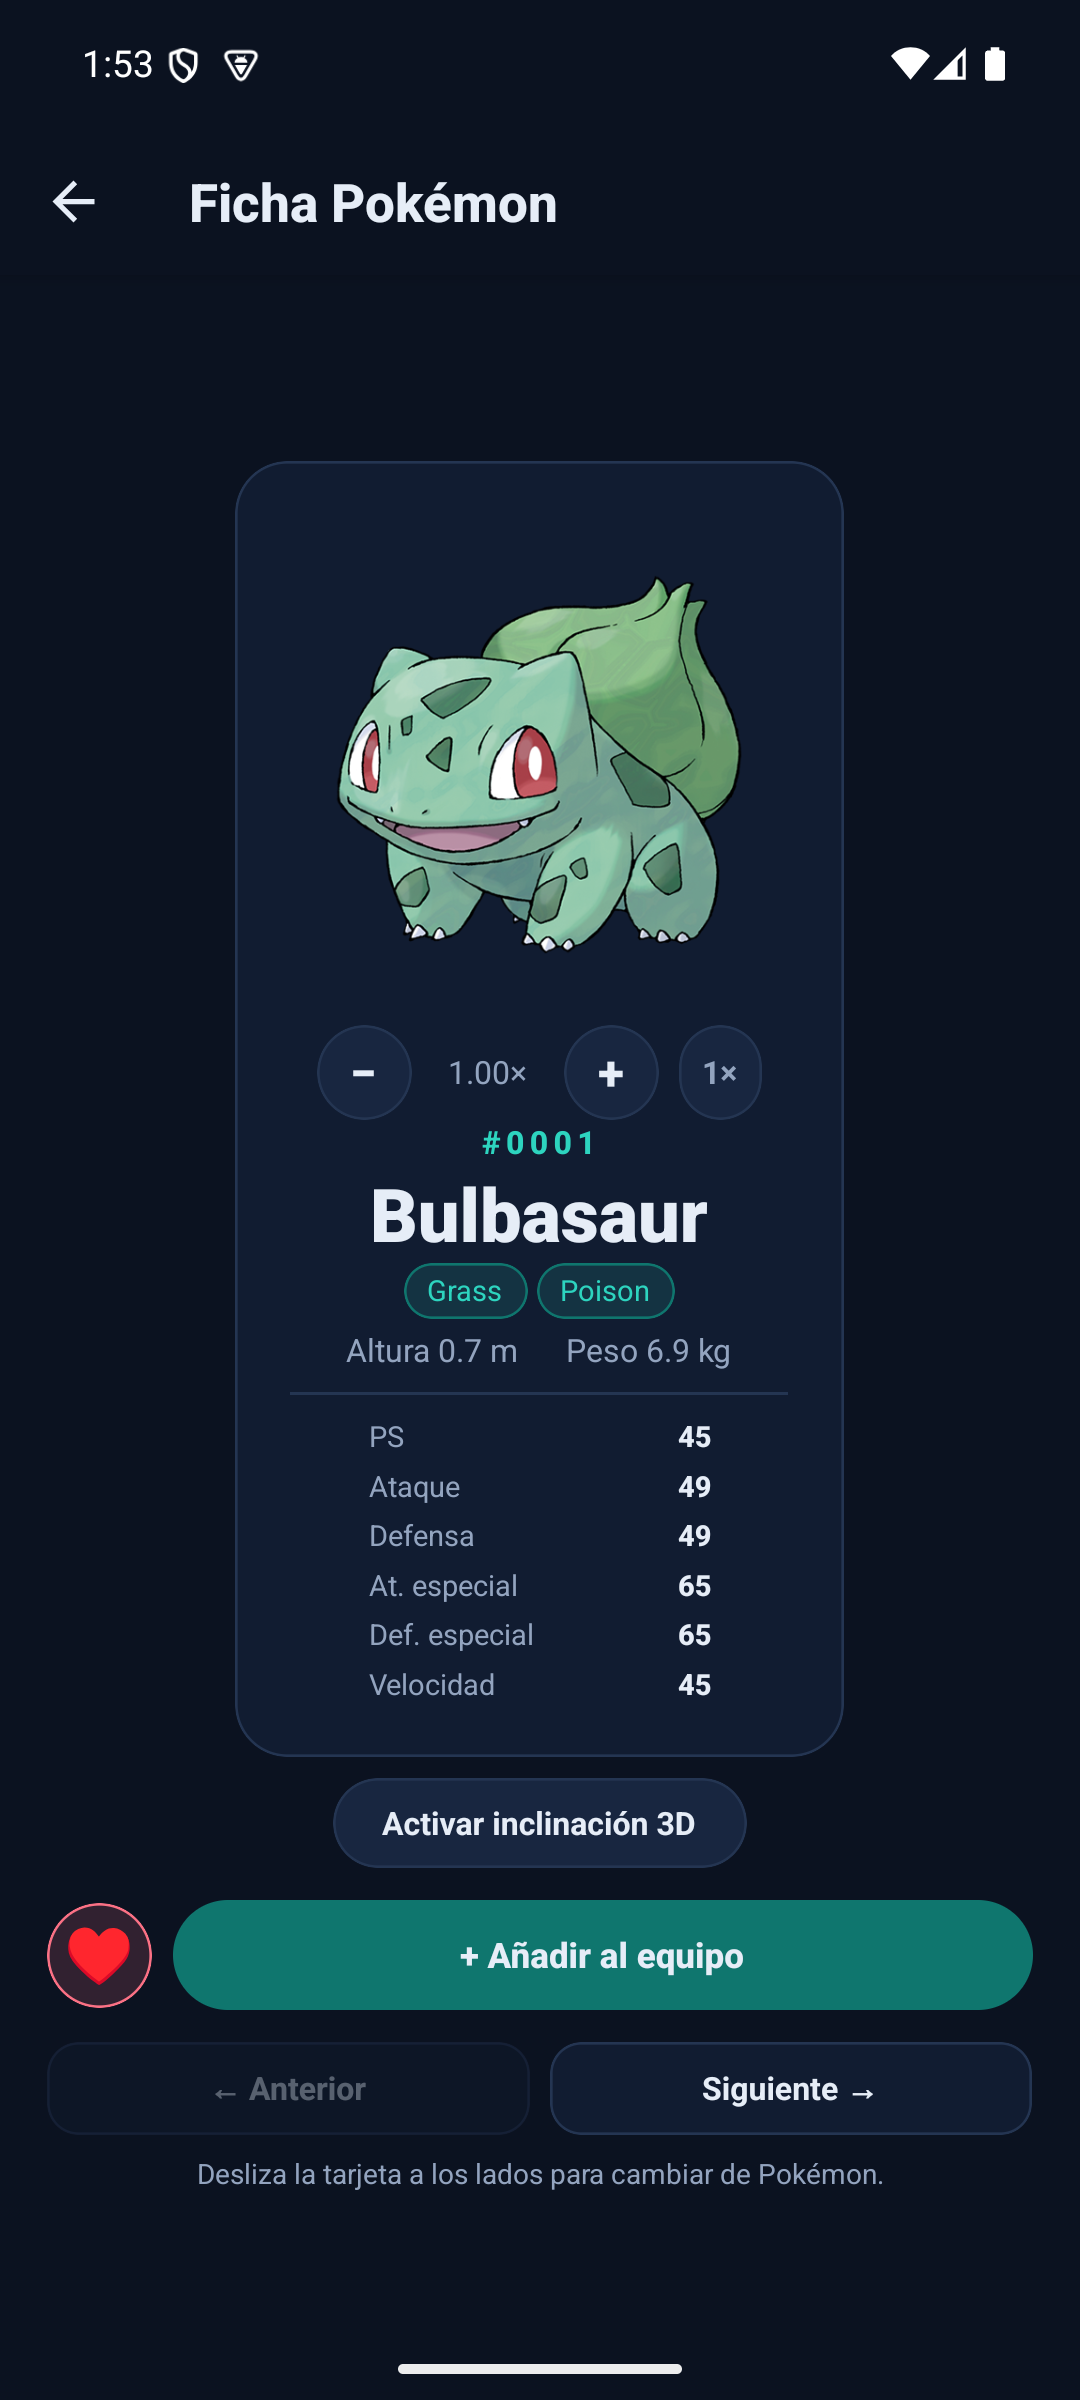 1:53
Ficha Pokémon
− 1.00× + 1×
#0001
Bulbasaur
Grass Poison
Altura 0.7 m Peso 6.9 kg
PS 45
Ataque 49
Defensa 49
At. especial 65
Def. especial 65
Velocidad 45
Activar inclinación 3D
+ Añadir al equipo
← Anterior Siguiente →
Desliza la tarjeta a los lados para cambiar de Pokémon.